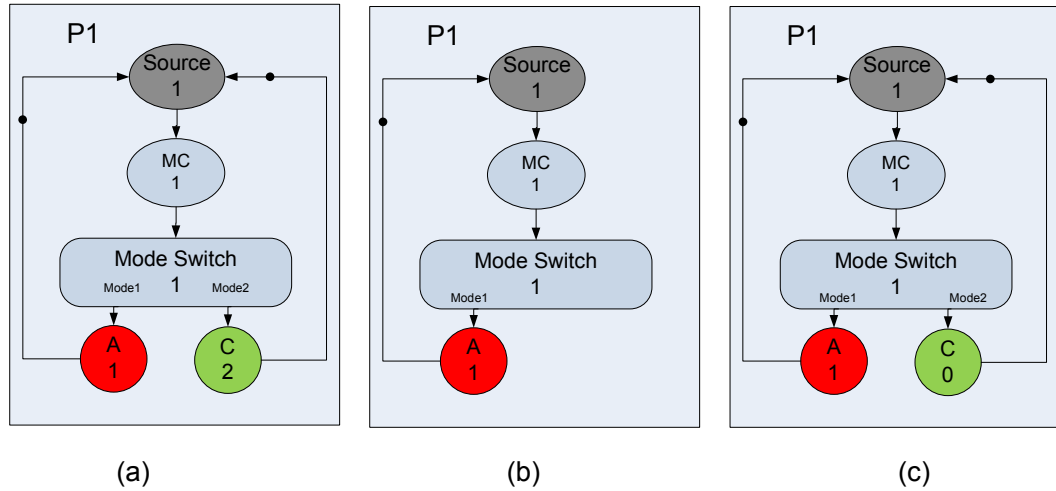 P1
Source
1
MC
1
Mode Switch
1
Mode1
Mode2
A
1
C
2
(a)
P1
Source
1
MC
1
Mode Switch
1
Mode1
A
1
(b)
P1
Source
1
MC
1
Mode Switch
1
Mode1
Mode2
A
1
C
0
(c)